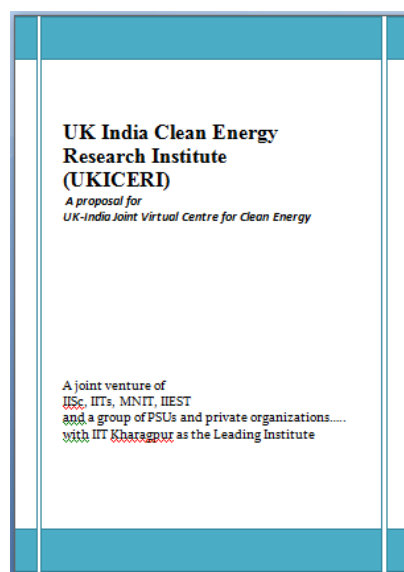 UK India Clean Energy
Research Institute
(UKICERI)
A proposal for
UK-India Joint Virtual Centre for Clean Energy
A joint venture of
IISc, IITs, MNIT, IIEST
and a group of PSUs and private organizations.....
with IIT Kharagpur as the Leading Institute